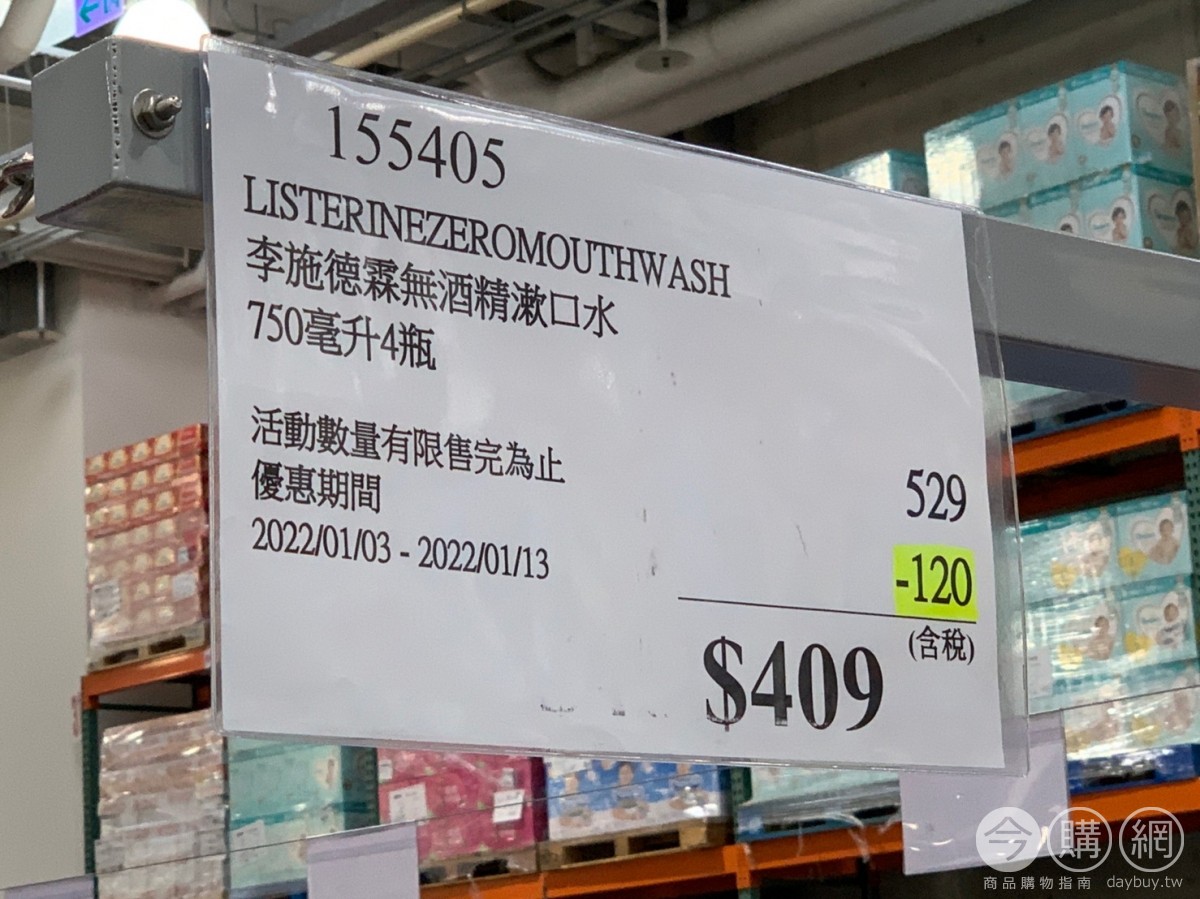 155405
LISTERINEZEROMOUTHWASH
李施德霖無酒精漱口水
750毫升4瓶
活動數量有限售完為止
優惠期間
2022/01/03 - 2022/01/13
529
-120
(含稅)
$409
今購網
商品購物指南 daybuy.tw